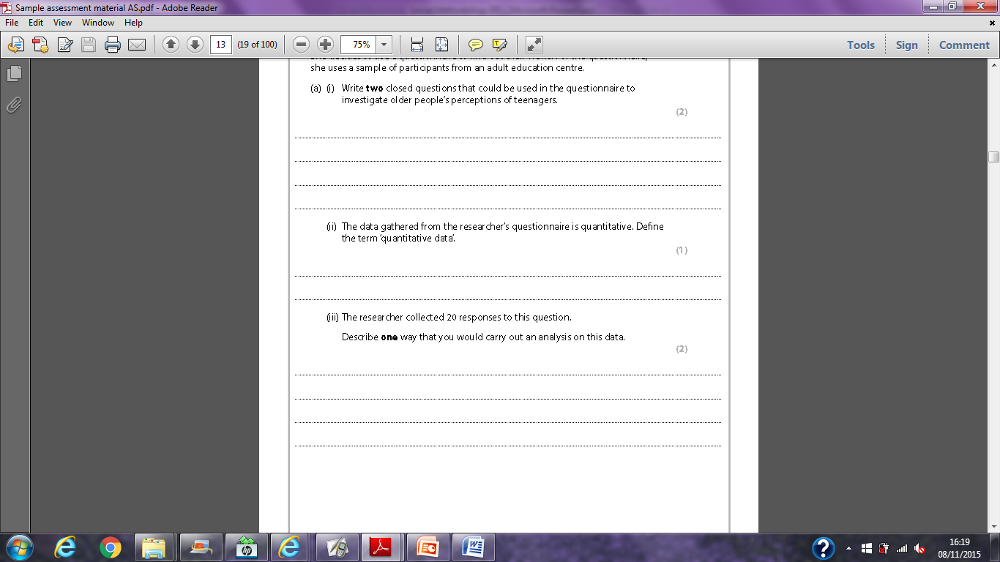 Sample assessment material AS.pdf - Adobe Reader
File Edit View Window Help
13 (19 of 100) 75% Tools Sign Comment
she uses a sample of participants from an adult education centre.
(a) (i) Write two closed questions that could be used in the questionnaire to
investigate older people's perceptions of teenagers.
(2)
(ii) The data gathered from the researcher's questionnaire is quantitative. Define
the term 'quantitative data'.
(1)
(iii) The researcher collected 20 responses to this question.
Describe one way that you would carry out an analysis on this data.
(2)
16:19
08/11/2015